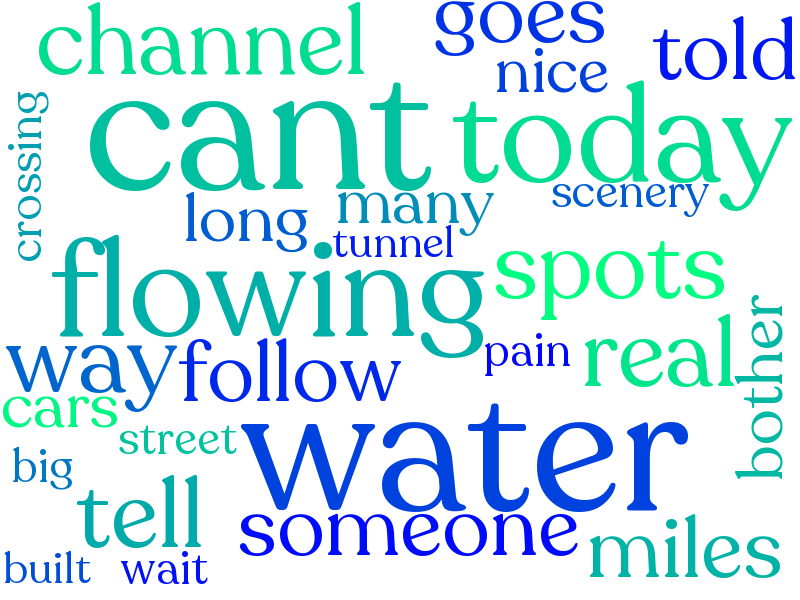 channel
goes
told
nice
crossing
cant
today
scenery
many
long
tunnel
flowing
spots
bother
real
pain
way
follow
cars
street
water
big
tell
someone
miles
built
wait